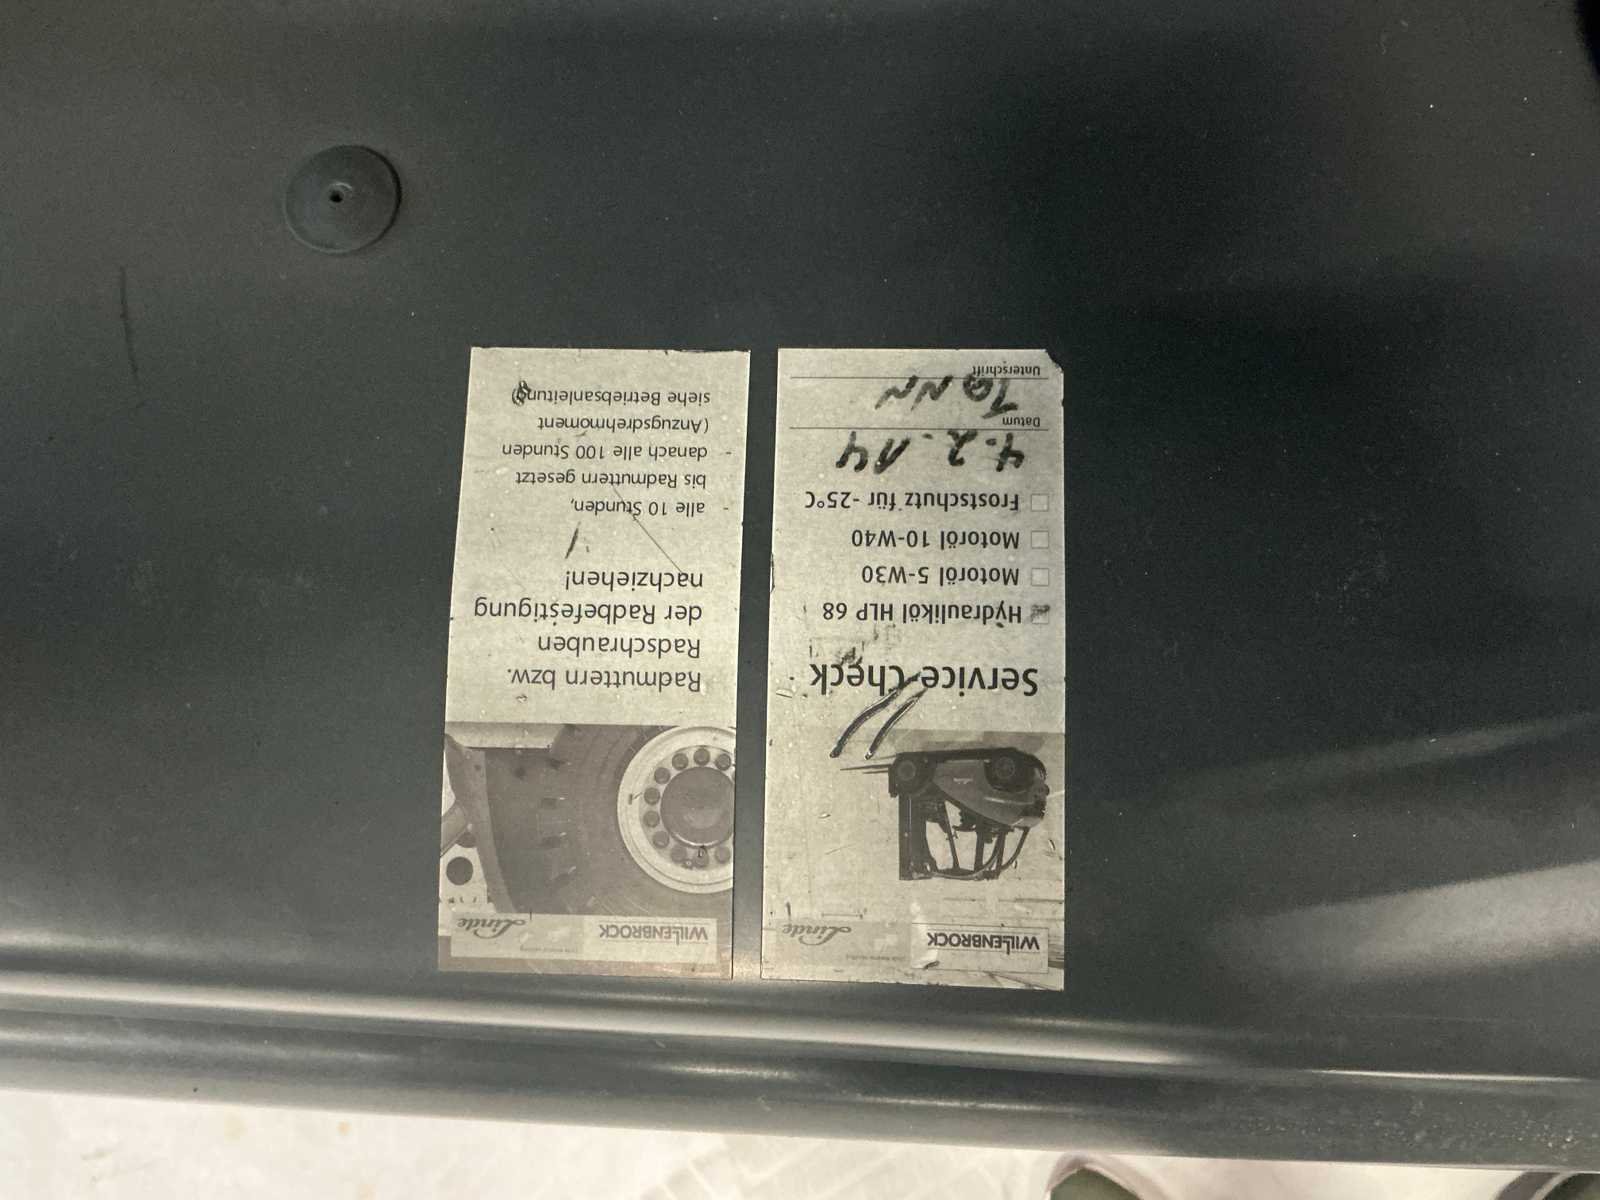 WILLENBROCK Linde
Service Check
Hydrauliköl HLP 68
Motoröl 5-W30
Motoröl 10-W40
Frostschutz für -25°C
4.2.14
Datum
TONN
Unterschrift
WILLENBROCK Linde
Radmuttern bzw.
Radschrauben
der Radbefestigung
nachziehen!
- alle 10 Stunden,
bis Radmuttern gesetzt
- danach alle 100 Stunden
(Anzugsdrehmoment
siehe Betriebsanleitung)